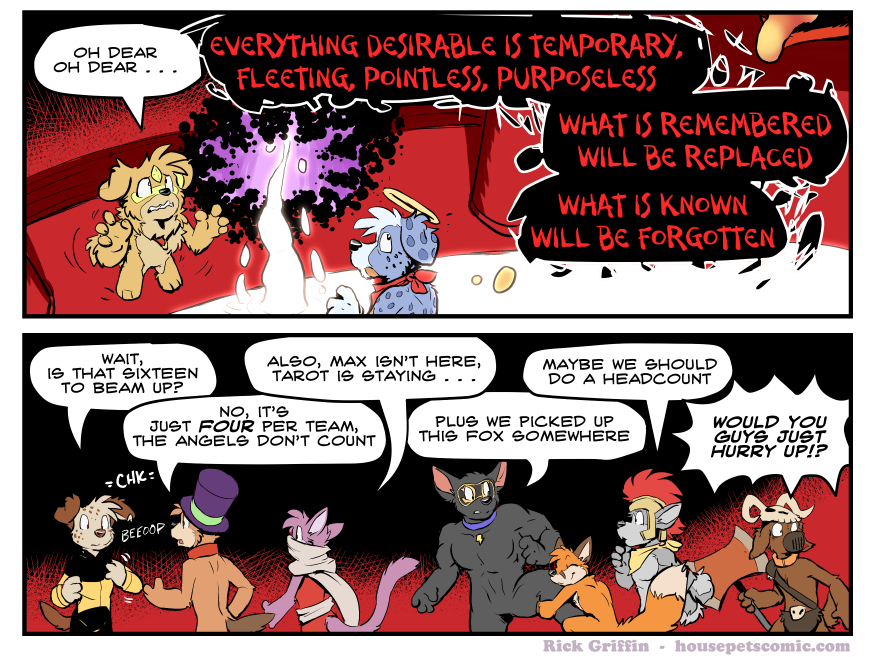 OH DEAR
OH DEAR . . .
EVERYTHING DESIRABLE IS TEMPORARY,
FLEETING, POINTLESS, PURPOSELESS
WHAT IS REMEMBERED
WILL BE REPLACED
WHAT IS KNOWN
WILL BE FORGOTTEN
WAIT,
IS THAT SIXTEEN
TO BEAM UP?
NO, IT'S
JUST FOUR PER TEAM,
THE ANGELS DON'T COUNT
ALSO, MAX ISN'T HERE,
TAROT IS STAYING . . .
PLUS WE PICKED UP
THIS FOX SOMEWHERE
MAYBE WE SHOULD
DO A HEADCOUNT
WOULD YOU
GUYS JUST
HURRY UP!?
=CHK=
BEEOOP
Rick Griffin - housepetscomic.com